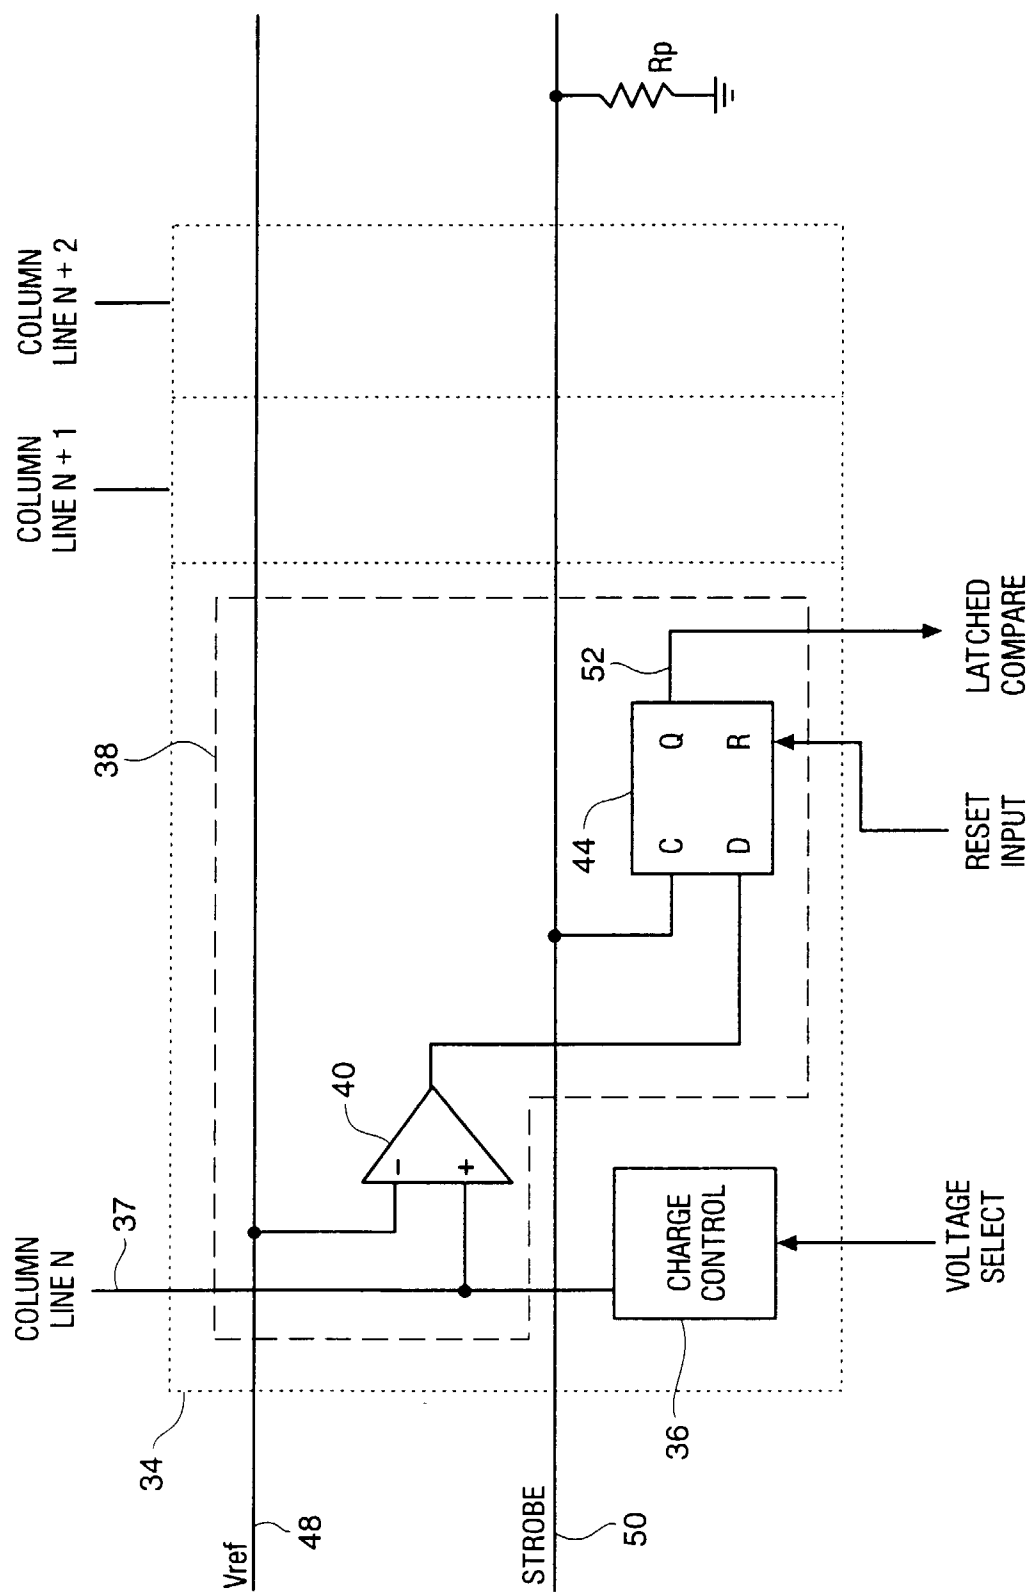 COLUMN
LINE N
37
COLUMN
LINE N + 1
COLUMN
LINE N + 2
34
38
Vref
48
40
−
+
STROBE
50
Rp
44
C
Q
D
R
52
CHARGE
CONTROL
36
VOLTAGE
SELECT
RESET
INPUT
LATCHED
COMPARE